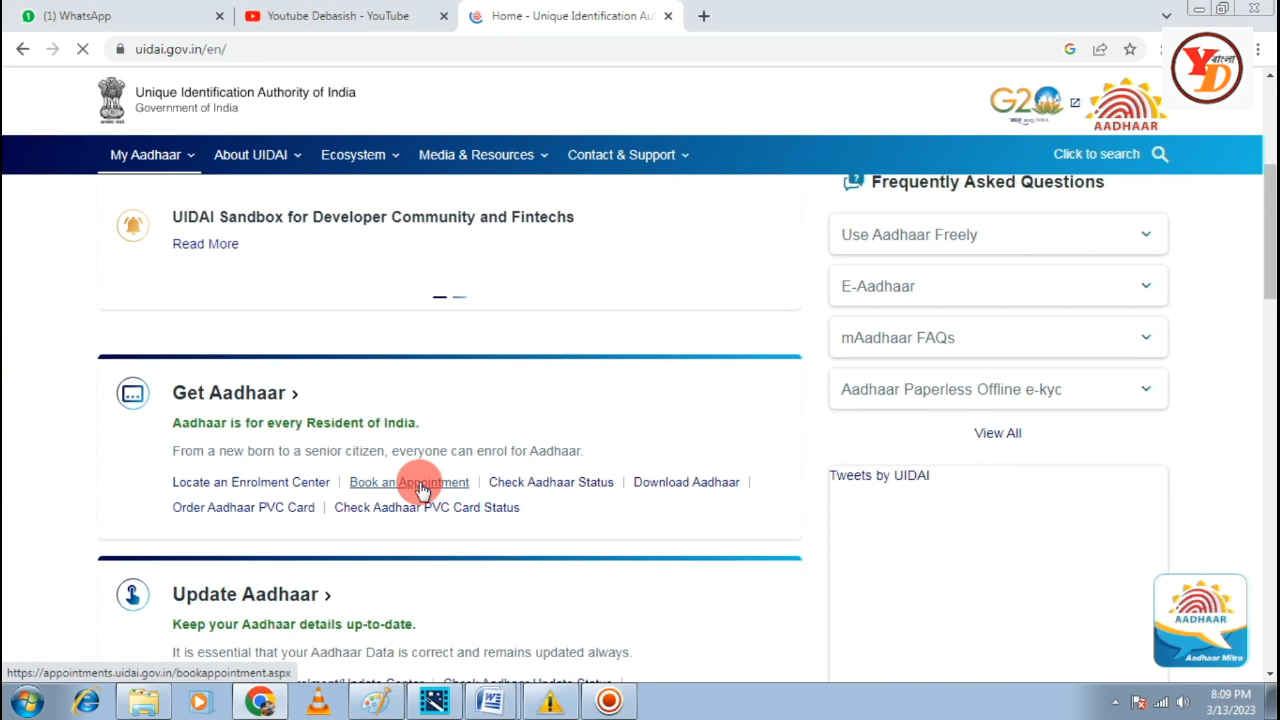 (1) WhatsApp
Youtube Debasish - YouTube
Home - Unique Identification Au
uidai.gov.in/en/
YD বাংলা
Unique Identification Authority of India
Government of India
G20
AADHAAR
My Aadhaar
About UIDAI
Ecosystem
Media & Resources
Contact & Support
Click to search
UIDAI Sandbox for Developer Community and Fintechs
Read More
Frequently Asked Questions
Use Aadhaar Freely
E-Aadhaar
mAadhaar FAQs
Aadhaar Paperless Offline e-kyc
View All
Tweets by UIDAI
Get Aadhaar
Aadhar is for every Resident of India.
From a new born to a senior citizen, everyone can enrol for Aadhaar.
Locate an Enrolment Center | Book an Appointment | Check Aadhaar Status | Download Aadhaar |
Order Aadhaar PVC Card | Check Aadhaar PVC Card Status
Update Aadhaar
Keep your Aadhaar details up-to-date.
It is essential that your Aadhaar Data is correct and remains updated always.
AADHAAR
Aadhaar Mitra
https://appointments.uidai.gov.in/bookappointment.aspx
8:09 PM
3/13/2023